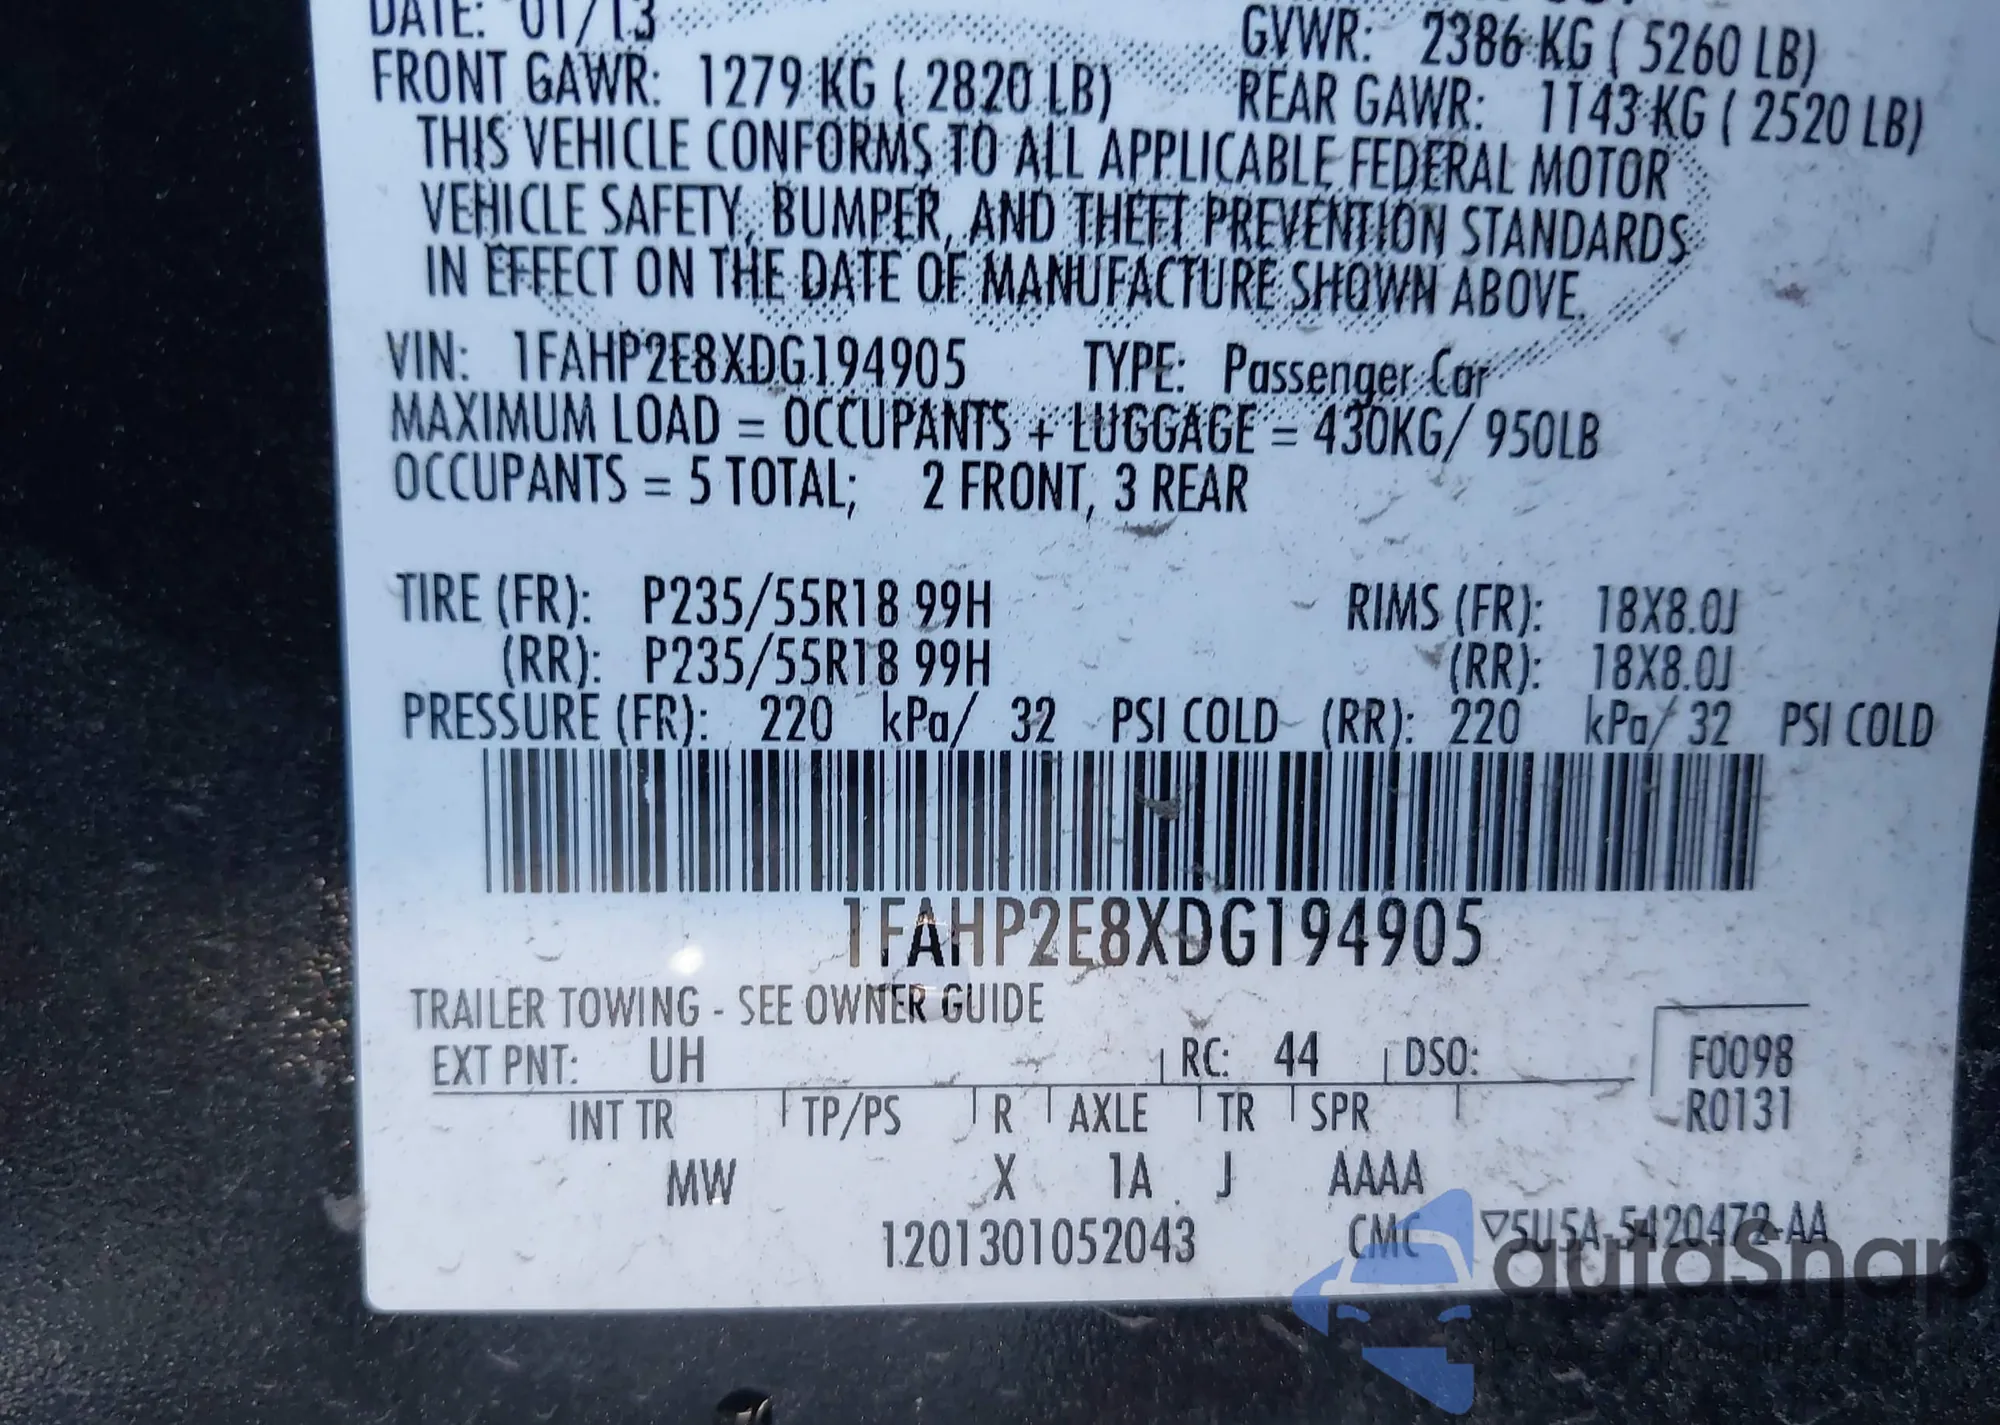 DATE: 01/13
GVWR: 2386 KG ( 5260 LB)
FRONT GAWR: 1279 KG ( 2820 LB) REAR GAWR: 1143 KG ( 2520 LB)
THIS VEHICLE CONFORMS TO ALL APPLICABLE FEDERAL MOTOR
VEHICLE SAFETY, BUMPER, AND THEFT PREVENTION STANDARDS
IN EFFECT ON THE DATE OF MANUFACTURE SHOWN ABOVE.
VIN: 1FAHP2E8XDG194905 TYPE: Passenger Car
MAXIMUM LOAD = OCCUPANTS + LUGGAGE = 430KG/ 950LB
OCCUPANTS = 5 TOTAL; 2 FRONT, 3 REAR
TIRE (FR): P235/55R18 99H RIMS (FR): 18X8.0J
(RR): P235/55R18 99H (RR): 18X8.0J
PRESSURE (FR): 220 kPa/ 32 PSI COLD (RR): 220 kPa/ 32 PSI COLD
1FAHP2E8XDG194905
TRAILER TOWING - SEE OWNER GUIDE
EXT PNT: UH RC: 44 DSO: F0098
INT TR TP/PS R AXLE TR SPR R0131
MW X 1A J AAAA
1201301052043 CMC ▽5U5A-5420472-AA
autoSnap